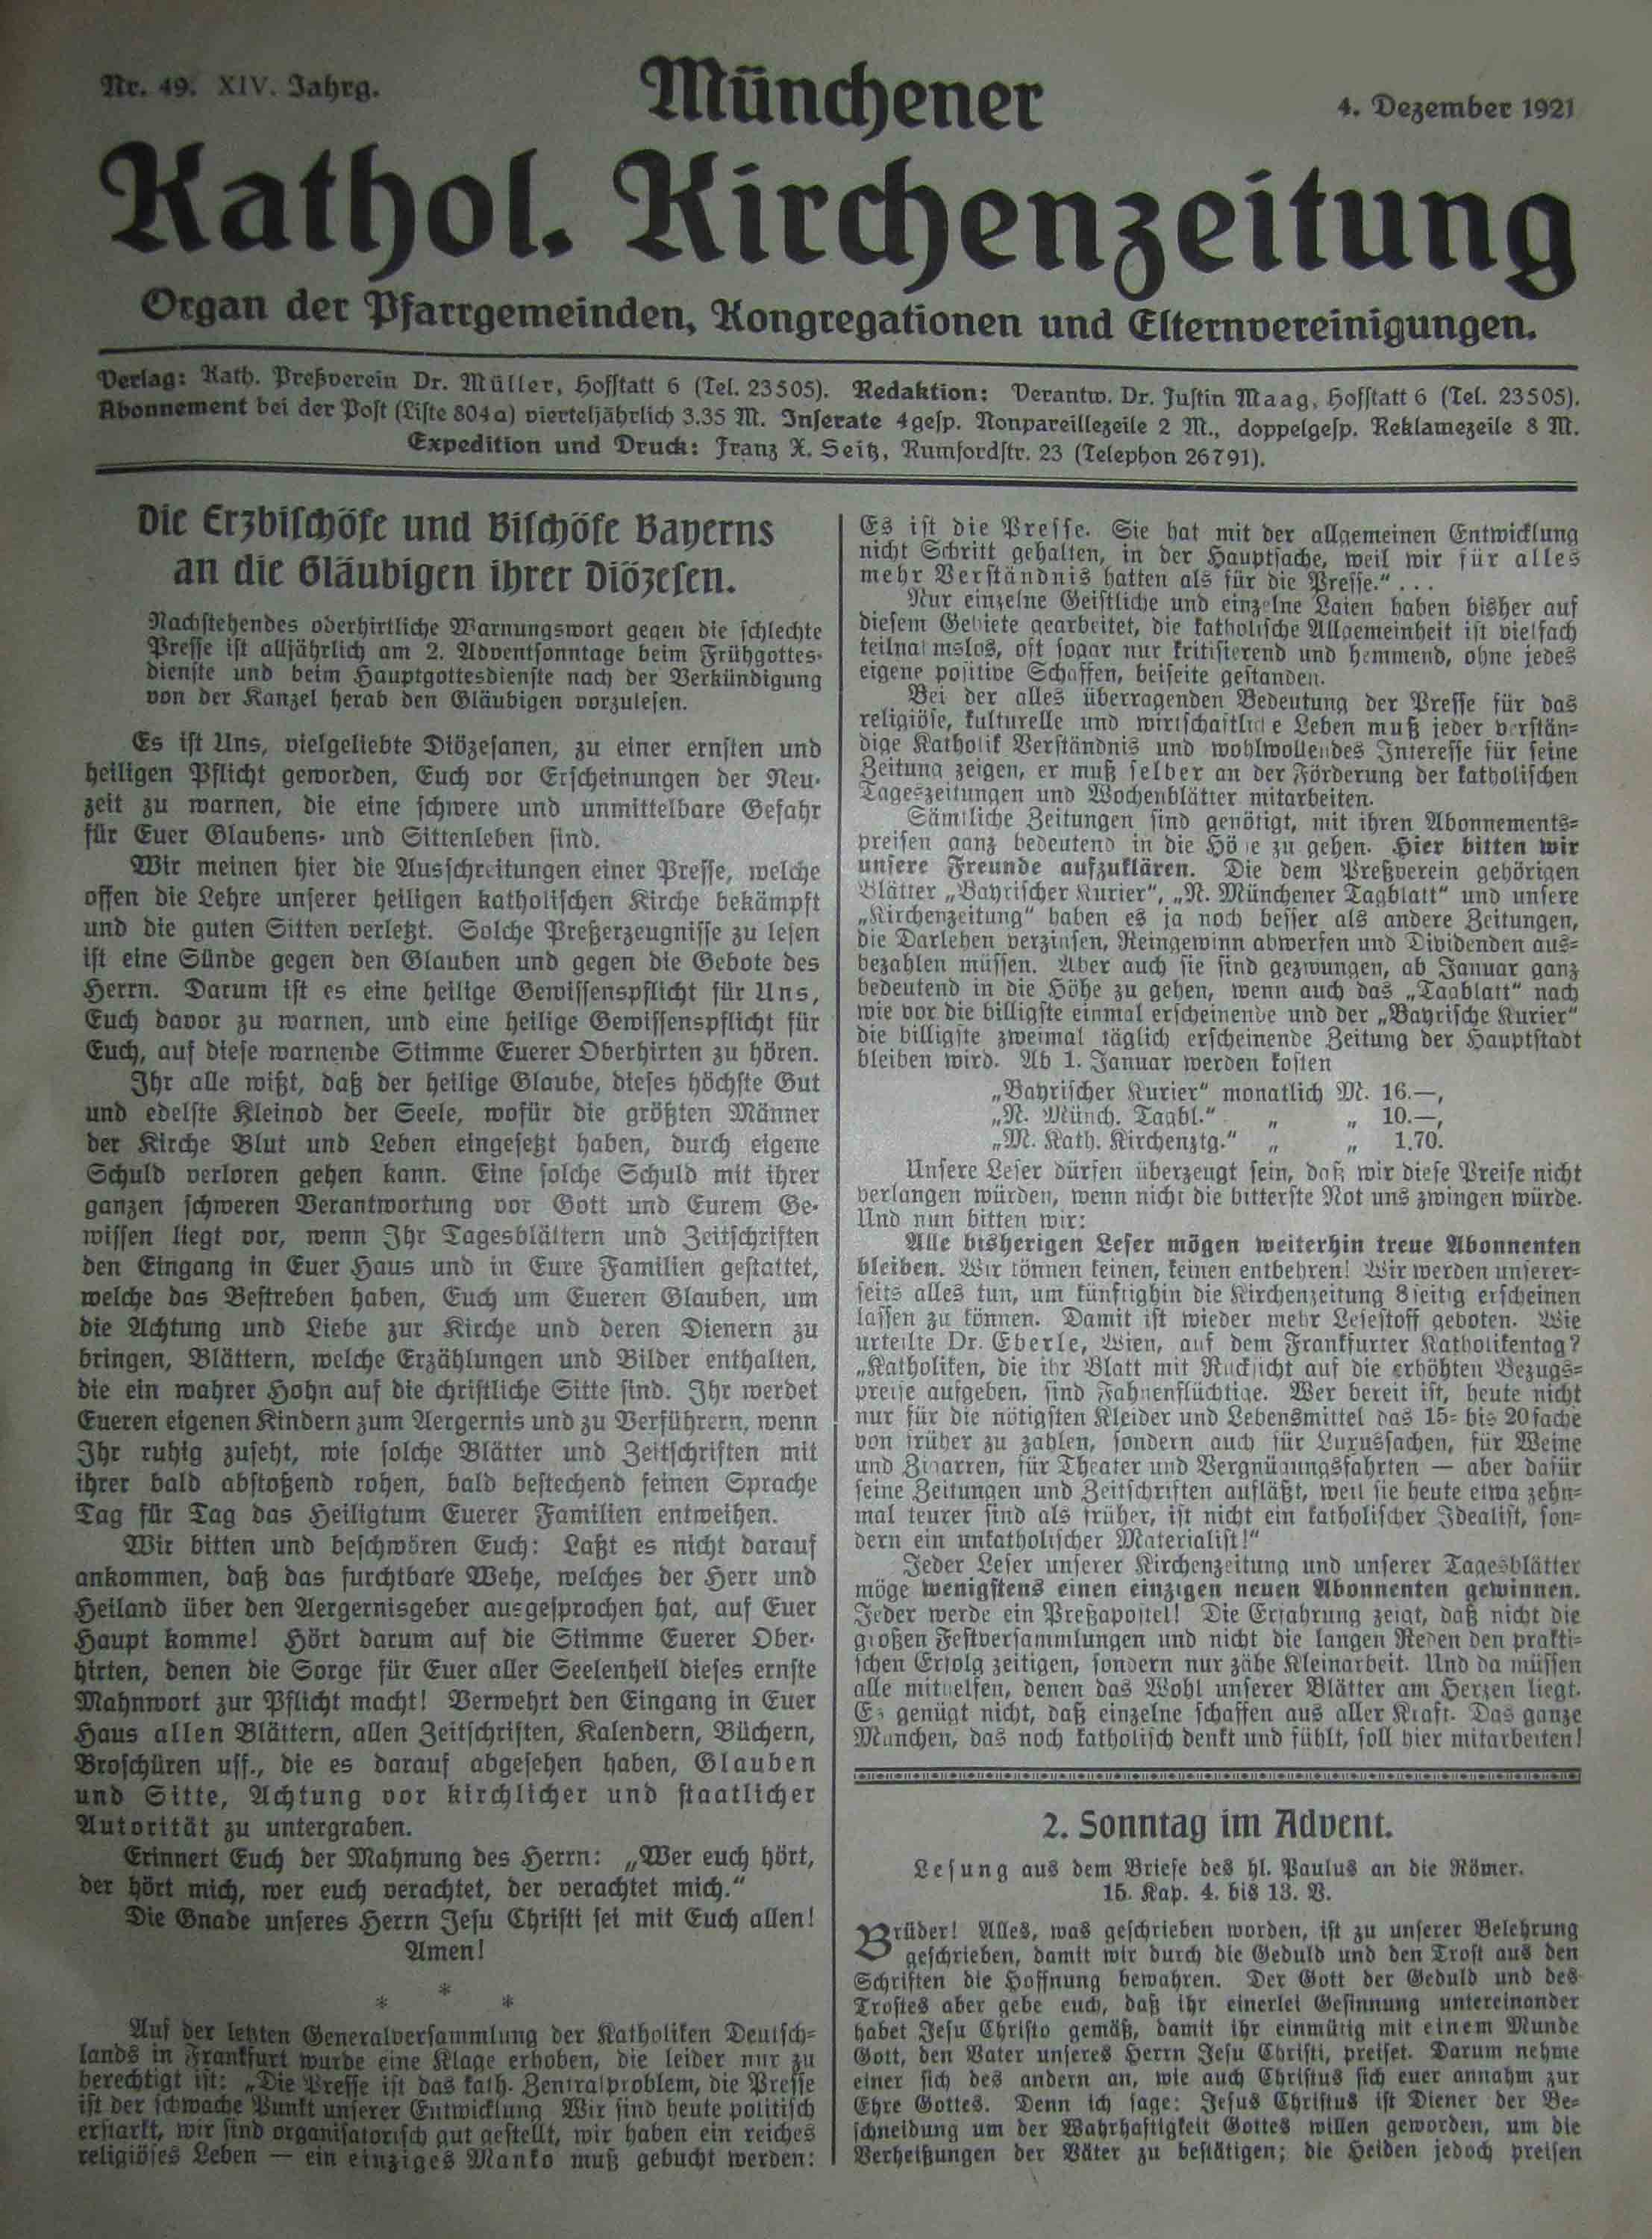 Nr. 49. XIV. Jahrg.
Münchener
4. Dezember 1921
Kathol. Kirchenzeitung
Organ der Pfarrgemeinden, Kongregationen und Elternvereinigungen.
Verlag: Kath. Preßverein Dr. Müller, Hofstatt 6 (Tel. 23505). Redaktion: Verantw. Dr. Justin Maag, Hofstatt 6 (Tel. 23505).
Abonnement bei der Post (Liste 804a) vierteljährlich 3.35 M. Inserate 4gesp. Nonpareillezeile 2 M., doppelgesp. Reklamezeile 8 M.
Expedition und Druck: Franz X. Seitz, Rumfordstr. 23 (Telephon 26791).
Die Erzbischöfe und Bischöfe Bayerns
an die Gläubigen ihrer Diözesen.
Nachstehendes oberhirtliche Warnungswort gegen die schlechte
Presse ist alljährlich am 2. Adventsonntage beim Frühgottes-
dienste und beim Hauptgottesdienste nach der Verkündigung
von der Kanzel herab den Gläubigen vorzulesen.
Es ist Uns, vielgeliebte Diözesanen, zu einer ernsten und
heiligen Pflicht geworden, Euch vor Erscheinungen der Neu-
zeit zu warnen, die eine schwere und unmittelbare Gefahr
für Euer Glaubens- und Sittenleben sind.
Wir meinen hier die Ausschreitungen einer Presse, welche
offen die Lehre unserer heiligen katholischen Kirche bekämpft
und die guten Sitten verletzt. Solche Preßerzeugnisse zu lesen
ist eine Sünde gegen den Glauben und gegen die Gebote des
Herrn. Darum ist es eine heilige Gewissenspflicht für Uns,
Euch davor zu warnen, und eine heilige Gewissenspflicht für
Euch, auf diese warnende Stimme Euerer Oberhirten zu hören.
Ihr alle wißt, daß der heilige Glaube, dieses höchste Gut
und edelste Kleinod der Seele, wofür die größten Männer
der Kirche Blut und Leben eingesetzt haben, durch eigene
Schuld verloren gehen kann. Eine solche Schuld mit ihrer
ganzen schweren Verantwortung vor Gott und Eurem Ge-
wissen liegt vor, wenn Ihr Tagesblättern und Zeitschriften
den Eingang in Euer Haus und in Eure Familien gestattet,
welche das Bestreben haben, Euch um Eueren Glauben, um
die Achtung und Liebe zur Kirche und deren Dienern zu
bringen, Blättern, welche Erzählungen und Bilder enthalten,
die ein wahrer Hohn auf die christliche Sitte sind. Ihr werdet
Eueren eigenen Kindern zum Aergernis und zu Verführern, wenn
Ihr ruhig zuseht, wie solche Blätter und Zeitschriften mit
ihrer bald abstoßend rohen, bald bestechend feinen Sprache
Tag für Tag das Heiligtum Euerer Familien entweihen.
Wir bitten und beschwören Euch: Laßt es nicht darauf
ankommen, daß das furchtbare Wehe, welches der Herr und
Heiland über den Aergernisgeber ausgesprochen hat, auf Euer
Haupt komme! Hört darum auf die Stimme Euerer Ober-
hirten, denen die Sorge für Euer aller Seelenheil dieses ernste
Mahnwort zur Pflicht macht! Verwehrt den Eingang in Euer
Haus allen Blättern, allen Zeitschriften, Kalendern, Büchern,
Broschüren usf., die es darauf abgesehen haben, Glauben
und Sitte, Achtung vor kirchlicher und staatlicher
Autorität zu untergraben.
Erinnert Euch der Mahnung des Herrn: „Wer euch hört,
der hört mich, wer euch verachtet, der verachtet mich.“
Die Gnade unseres Herrn Jesu Christi sei mit Euch allen!
Amen!
* * *
Auf der letzten Generalversammlung der Katholiken Deutsch-
lands in Frankfurt wurde eine Klage erhoben, die leider nur zu
berechtigt ist: „Die Presse ist das kath. Zentralproblem, die Presse
ist der schwache Punkt unserer Entwicklung Wir sind heute politisch
erstarkt, wir sind organisatorisch gut gestellt, wir haben ein reiches
religiöses Leben — ein einziges Manko muß gebucht werden:
Es ist die Presse. Sie hat mit der allgemeinen Entwicklung
nicht Schritt gehalten, in der Hauptsache, weil wir für alles
mehr Verständnis hatten als für die Presse.“ . . .
Nur einzelne Geistliche und einzelne Laien haben bisher auf
diesem Gebiete gearbeitet, die katholische Allgemeinheit ist vielfach
teilnahmslos, oft sogar nur kritisierend und hemmend, ohne jedes
eigene positive Schaffen, beiseite gestanden.
Bei der alles überragenden Bedeutung der Presse für das
religiöse, kulturelle und wirtschaftliche Leben muß jeder verstän-
dige Katholik Verständnis und wohlwollendes Interesse für seine
Zeitung zeigen, er muß selber an der Förderung der katholischen
Tageszeitungen und Wochenblätter mitarbeiten.
Sämtliche Zeitungen sind genötigt, mit ihren Abonnements-
preisen ganz bedeutend in die Höhe zu gehen. Hier bitten wir
unsere Freunde aufzuklären. Die dem Preßverein gehörigen
Blätter „Bayrischer Kurier“, „N. Münchener Tagblatt“ und unsere
„Kirchenzeitung“ haben es ja noch besser als andere Zeitungen,
die Darlehen verzinsen, Reingewinn abwerfen und Dividenden aus-
bezahlen müssen. Aber auch sie sind gezwungen, ab Januar ganz
bedeutend in die Höhe zu gehen, wenn auch das „Tagblatt“ nach
wie vor die billigste einmal erscheinende und der „Bayrische Kurier“
die billigste zweimal täglich erscheinende Zeitung der Hauptstadt
bleiben wird. Ab 1. Januar werden kosten
„Bayrischer Kurier“ monatlich M. 16.—,
„N. Münch. Tagbl.“ „ „ 10.—,
„M. Kath. Kirchenztg.“ „ „ 1.70.
Unsere Leser dürfen überzeugt sein, daß wir diese Preise nicht
verlangen würden, wenn nicht die bitterste Not uns zwingen würde.
Und nun bitten wir:
Alle bisherigen Leser mögen weiterhin treue Abonnenten
bleiben. Wir können keinen, keinen entbehren! Wir werden unserer-
seits alles tun, um künftighin die Kirchenzeitung 8seitig erscheinen
lassen zu können. Damit ist wieder mehr Lesestoff geboten. Wie
urteilte Dr. Eberle, Wien, auf dem Frankfurter Katholikentag?
„Katholiken, die ihr Blatt mit Rücksicht auf die erhöhten Bezugs-
preise aufgeben, sind Fahnenflüchtige. Wer bereit ist, heute nicht
nur für die nötigsten Kleider und Lebensmittel das 15- bis 20fache
von früher zu zahlen, sondern auch für Luxussachen, für Weine
und Zigarren, für Theater und Vergnügungsfahrten — aber dafür
seine Zeitungen und Zeitschriften aufläßt, weil sie heute etwa zehn-
mal teurer sind als früher, ist nicht ein katholischer Idealist, son-
dern ein unkatholischer Materialist!“
Jeder Leser unserer Kirchenzeitung und unserer Tagesblätter
möge wenigstens einen einzigen neuen Abonnenten gewinnen.
Jeder werde ein Preßapostel! Die Erfahrung zeigt, daß nicht die
großen Festversammlungen und nicht die langen Reden den prakti-
schen Erfolg zeitigen, sondern nur zähe Kleinarbeit. Und da müssen
alle mithelfen, denen das Wohl unserer Blätter am Herzen liegt.
Es genügt nicht, daß einzelne schaffen aus aller Kraft. Das ganze
München, das noch katholisch denkt und fühlt, soll hier mitarbeiten!
2. Sonntag im Advent.
Lesung aus dem Briefe des hl. Paulus an die Römer.
15. Kap. 4. bis 13. V.
Brüder! Alles, was geschrieben worden, ist zu unserer Belehrung
geschrieben, damit wir durch die Geduld und den Trost aus den
Schriften die Hoffnung bewahren. Der Gott der Geduld und des
Trostes aber gebe euch, daß ihr einerlei Gesinnung untereinander
habet Jesu Christo gemäß, damit ihr einmütig mit einem Munde
Gott, den Vater unseres Herrn Jesu Christi, preiset. Darum nehme
einer sich des andern an, wie auch Christus sich euer annahm zur
Ehre Gottes. Denn ich sage: Jesus Christus ist Diener der Be-
schneidung um der Wahrhaftigkeit Gottes willen geworden, um die
Verheißungen der Väter zu bestätigen; die Heiden jedoch preisen